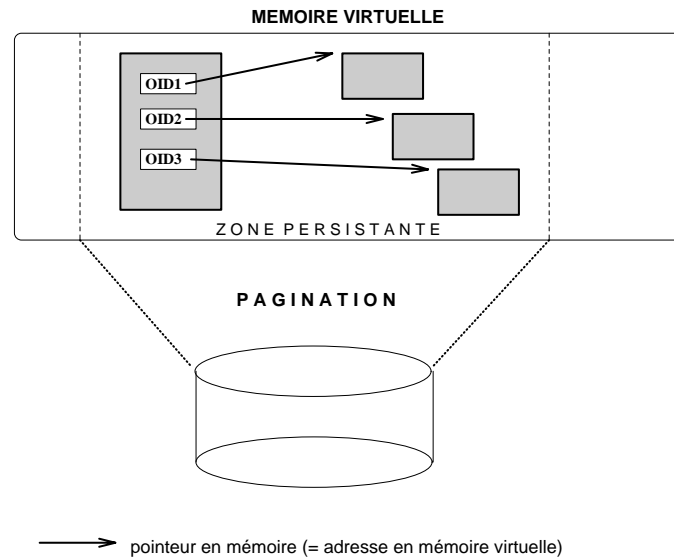 MEMOIRE VIRTUELLE
OID1
OID2
OID3
ZONE PERSISTANTE
PAGINATION
pointeur en mémoire (= adresse en mémoire virtuelle)